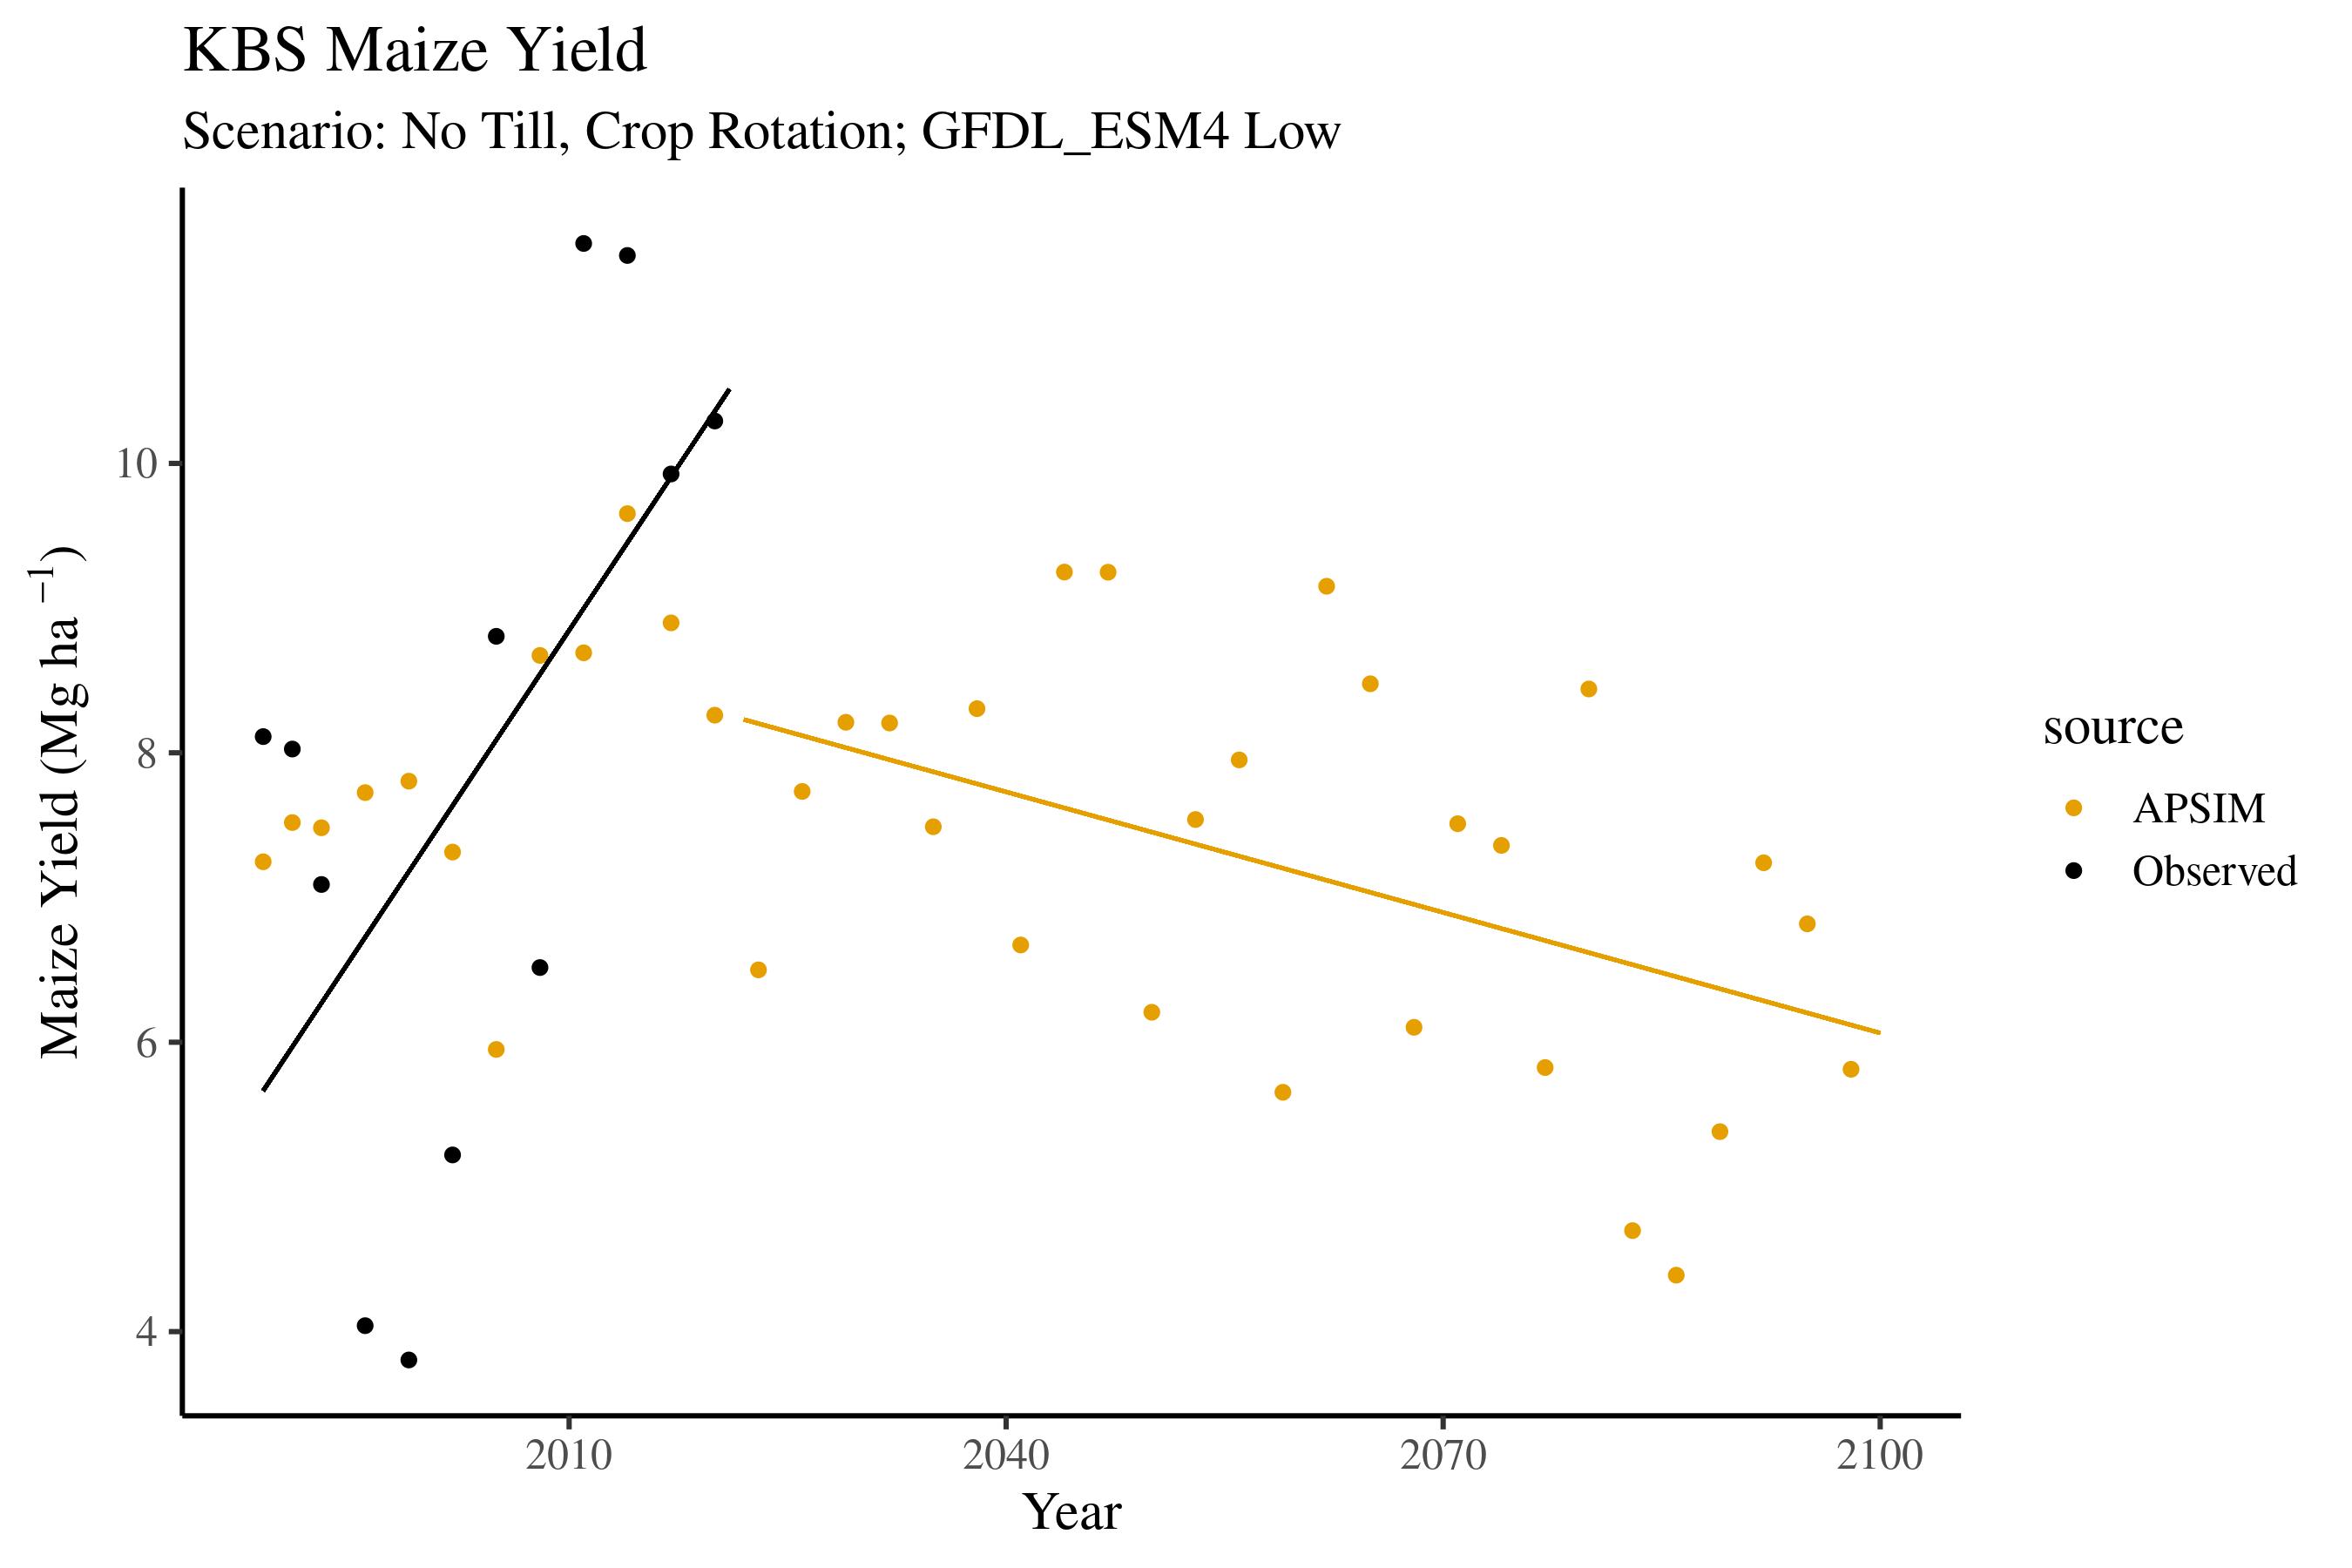 KBS Maize Yield
Scenario: No Till, Crop Rotation; GFDL_ESM4 Low
Maize Yield (Mg ha −1)
10
8
6
4
2010
2040
2070
2100
Year
source
APSIM
Observed